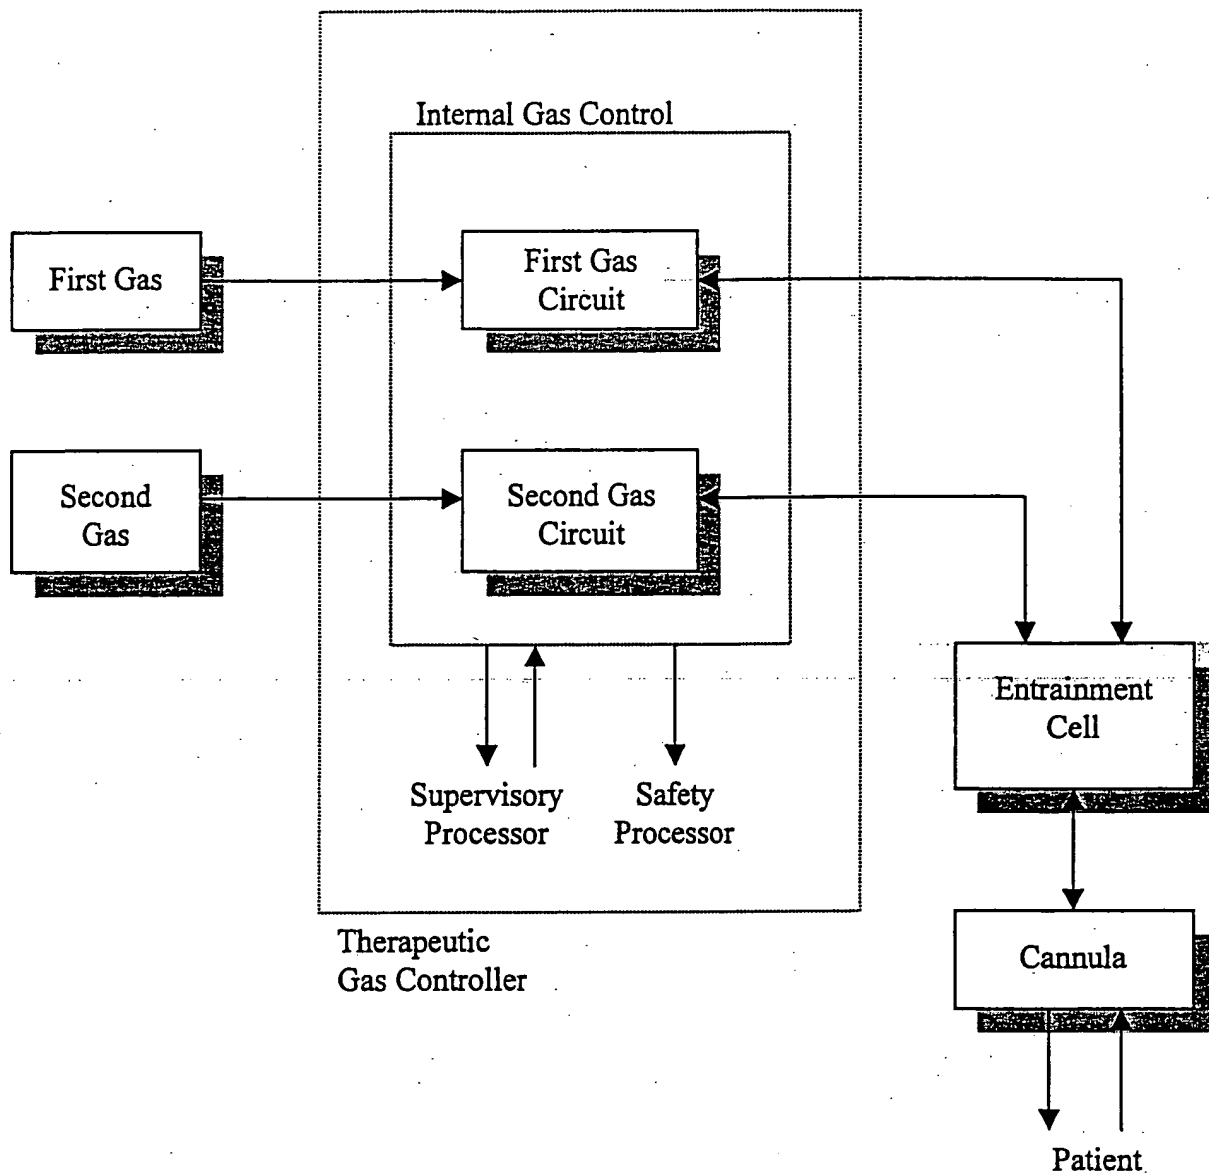 Internal Gas Control
First Gas
First Gas
Circuit
Second
Gas
Second Gas
Circuit
Entrainment
Cell
Supervisory
Processor
Safety
Processor
Therapeutic
Gas Controller
Cannula
Patient